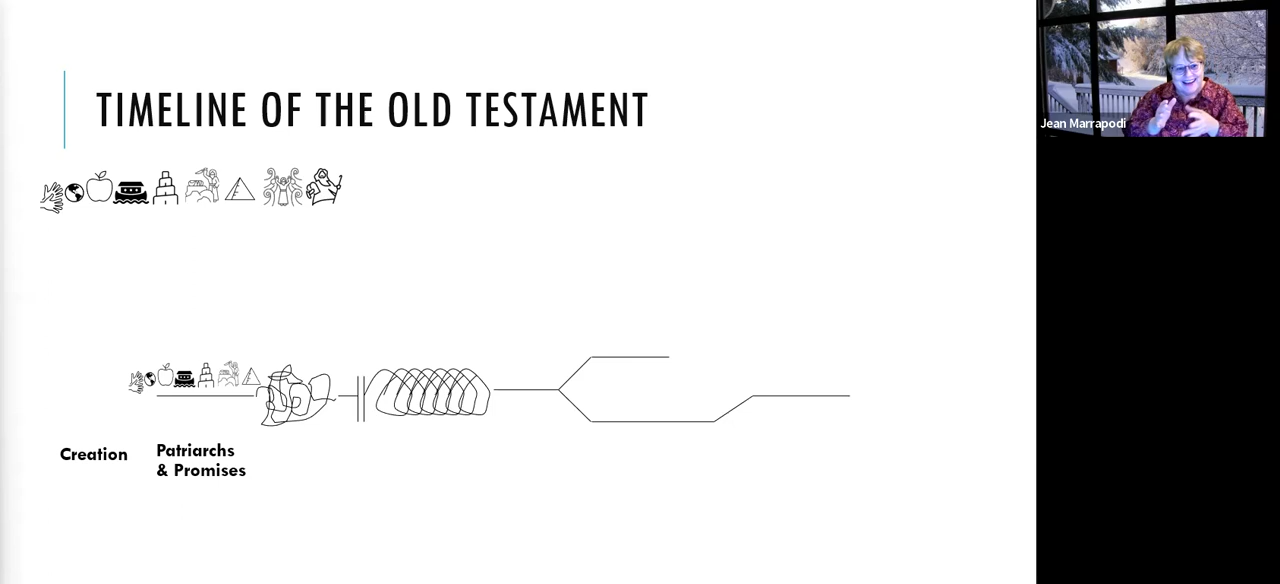 TIMELINE OF THE OLD TESTAMENT
Jean Marrapodi
Creation
Patriarchs
& Promises